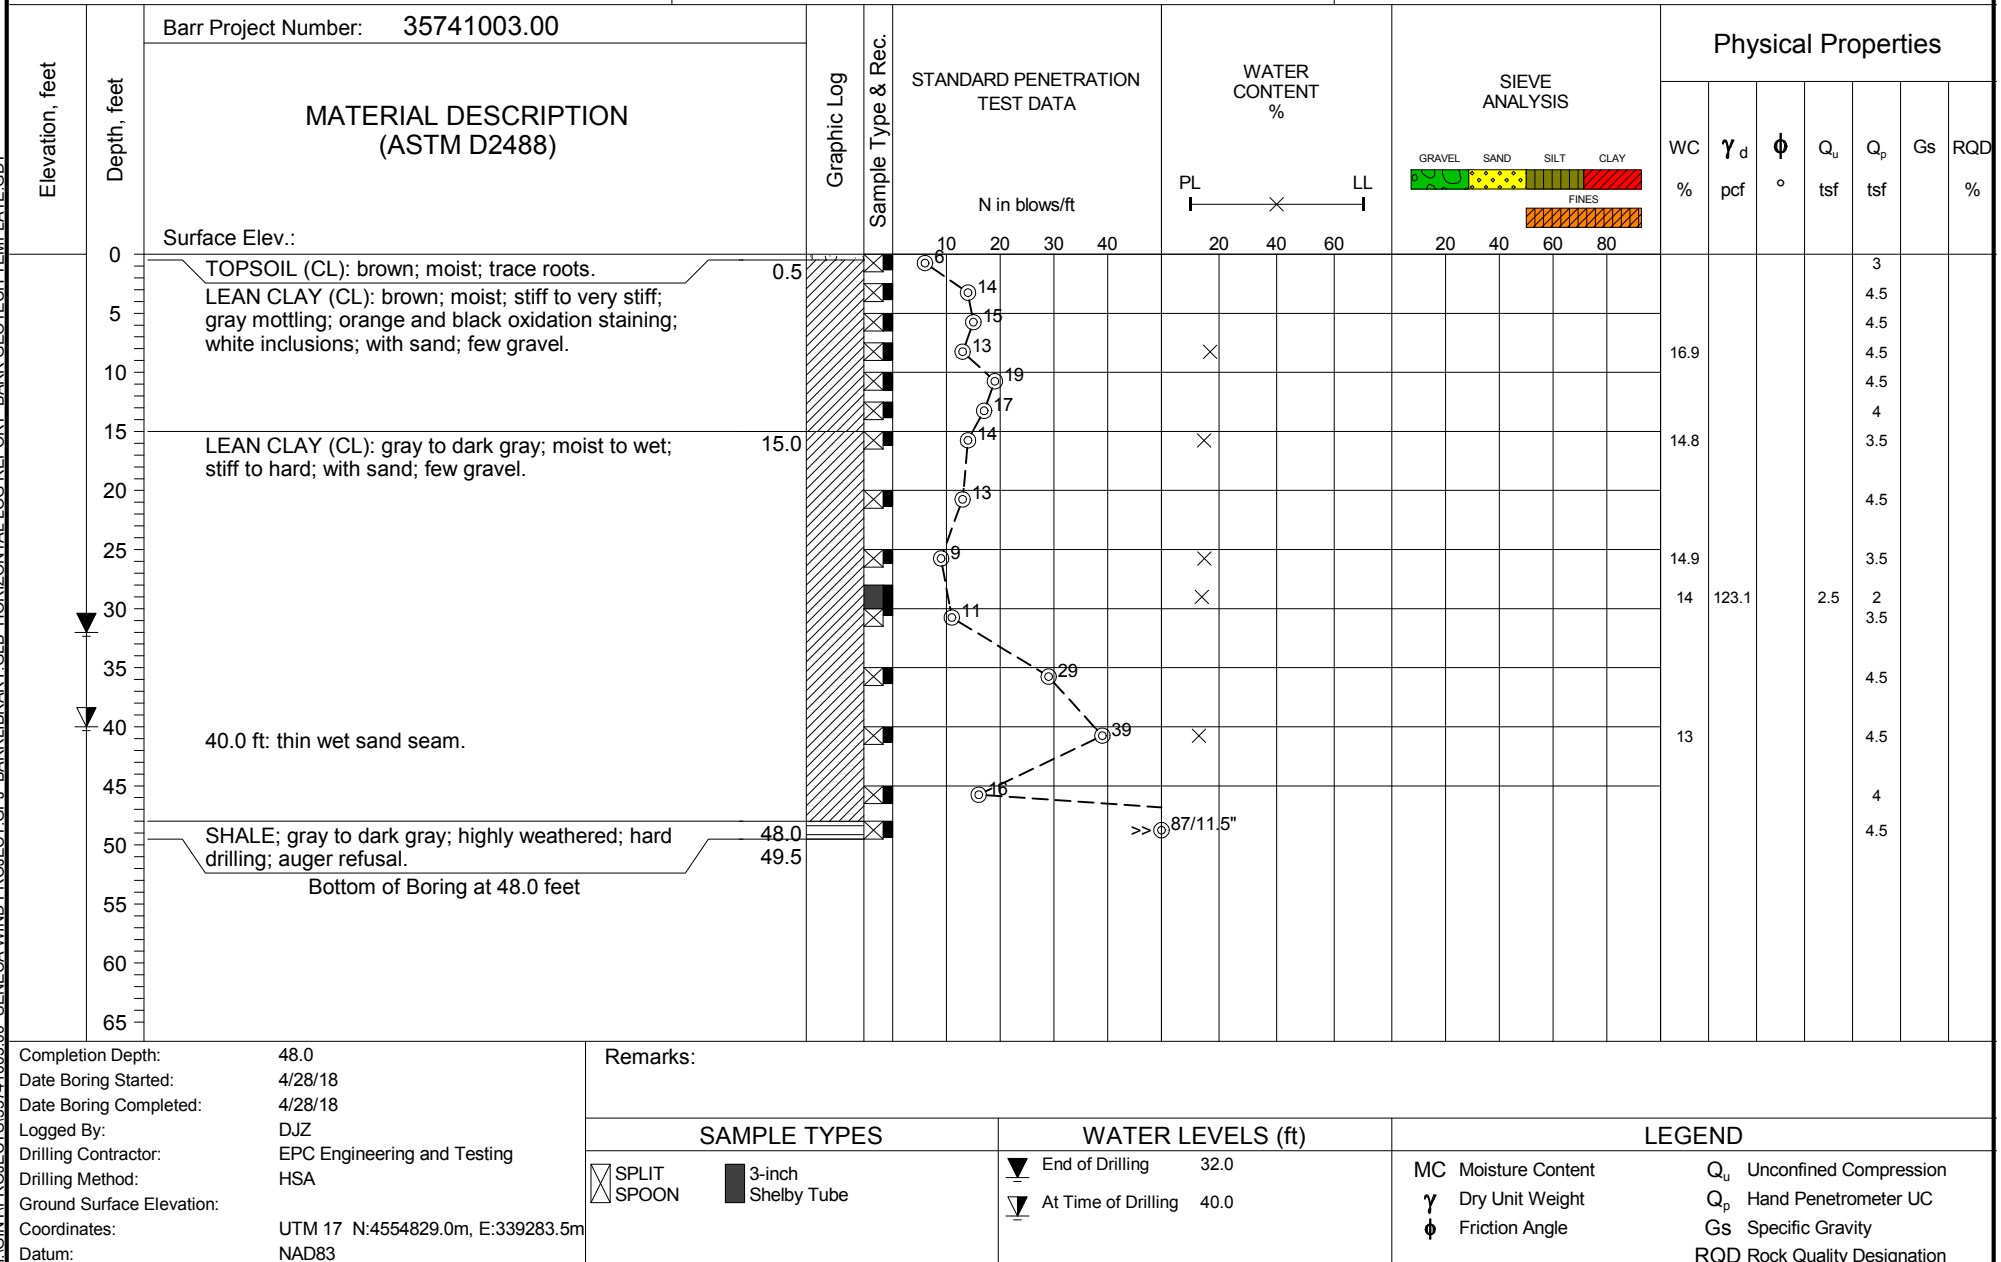 Barr Project Number: 35741003.00
Elevation, feet
Depth, feet
MATERIAL DESCRIPTION
(ASTM D2488)
Surface Elev.:
Graphic Log
Sample Type & Rec.
STANDARD PENETRATION
TEST DATA
N in blows/ft
10 20 30 40
WATER
CONTENT
%
PL LL
20 40 60
SIEVE
ANALYSIS
GRAVEL SAND SILT CLAY
FINES
20 40 60 80
Physical Properties
WC γd ϕ Qu Qp Gs RQD
% pcf ° tsf tsf %
0
TOPSOIL (CL): brown; moist; trace roots. 0.5
6 3
LEAN CLAY (CL): brown; moist; stiff to very stiff;
gray mottling; orange and black oxidation staining;
white inclusions; with sand; few gravel.
14 4.5
5
15 4.5
13 16.9 4.5
10
19 4.5
17 4
15
LEAN CLAY (CL): gray to dark gray; moist to wet; 15.0
stiff to hard; with sand; few gravel.
14 14.8 3.5
20
13 4.5
25
9 14.9 3.5
14 123.1 2.5 2
30
11 3.5
35
29 4.5
40
40.0 ft: thin wet sand seam.
39 13 4.5
45
16 4
SHALE; gray to dark gray; highly weathered; hard 48.0
drilling; auger refusal. 49.5
>> 87/11.5" 4.5
50
Bottom of Boring at 48.0 feet
55
60
65
Completion Depth: 48.0
Date Boring Started: 4/28/18
Date Boring Completed: 4/28/18
Logged By: DJZ
Drilling Contractor: EPC Engineering and Testing
Drilling Method: HSA
Ground Surface Elevation:
Coordinates: UTM 17 N:4554829.0m, E:339283.5m
Datum: NAD83
Remarks:
SAMPLE TYPES
SPLIT
SPOON
3-inch
Shelby Tube
WATER LEVELS (ft)
End of Drilling 32.0
At Time of Drilling 40.0
LEGEND
MC Moisture Content
γ Dry Unit Weight
ϕ Friction Angle
Qu Unconfined Compression
Qp Hand Penetrometer UC
Gs Specific Gravity
RQD Rock Quality Designation